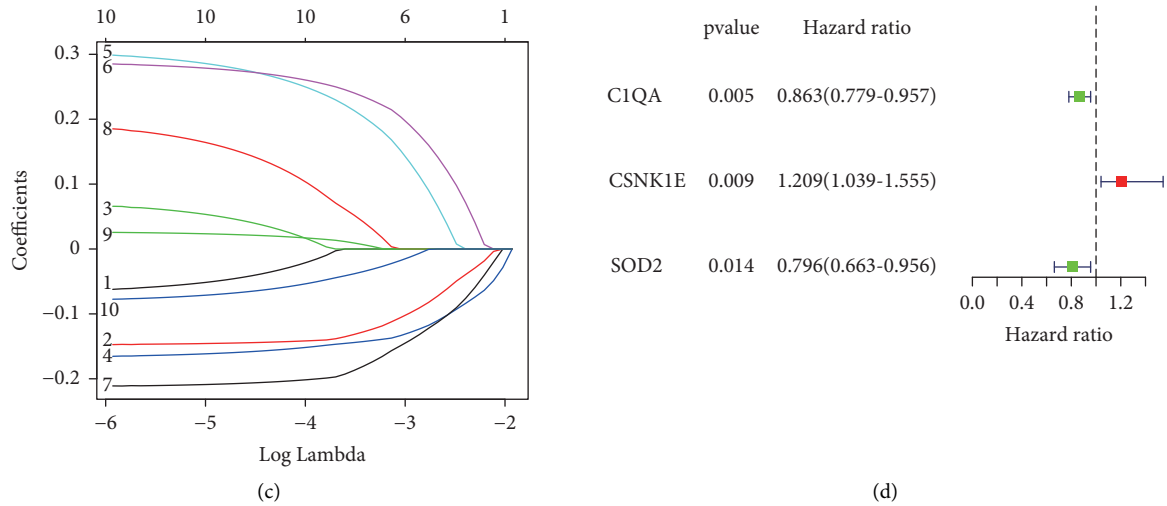 10 10 10 6 1
0.3
0.2
0.1
0
−0.1
−0.2
Coefficients
5
6
8
3
9
1
10
2
4
7
−6 −5 −4 −3 −2
Log Lambda
(c)
pvalue Hazard ratio
C1QA 0.005 0.863(0.779-0.957)
CSNK1E 0.009 1.209(1.039-1.555)
SOD2 0.014 0.796(0.663-0.956)
0.0 0.4 0.8 1.2
Hazard ratio
(d)